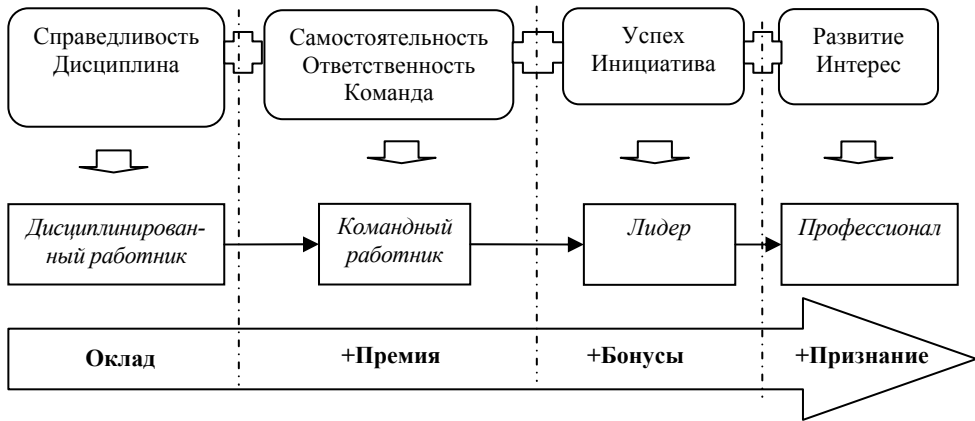 Справедливость
Дисциплина
Самостоятельность
Ответственность
Команда
Успех
Инициатива
Развитие
Интерес
Дисциплинирован-
ный работник
Командный
работник
Лидер
Профессионал
Оклад
+Премия
+Бонусы
+Признание